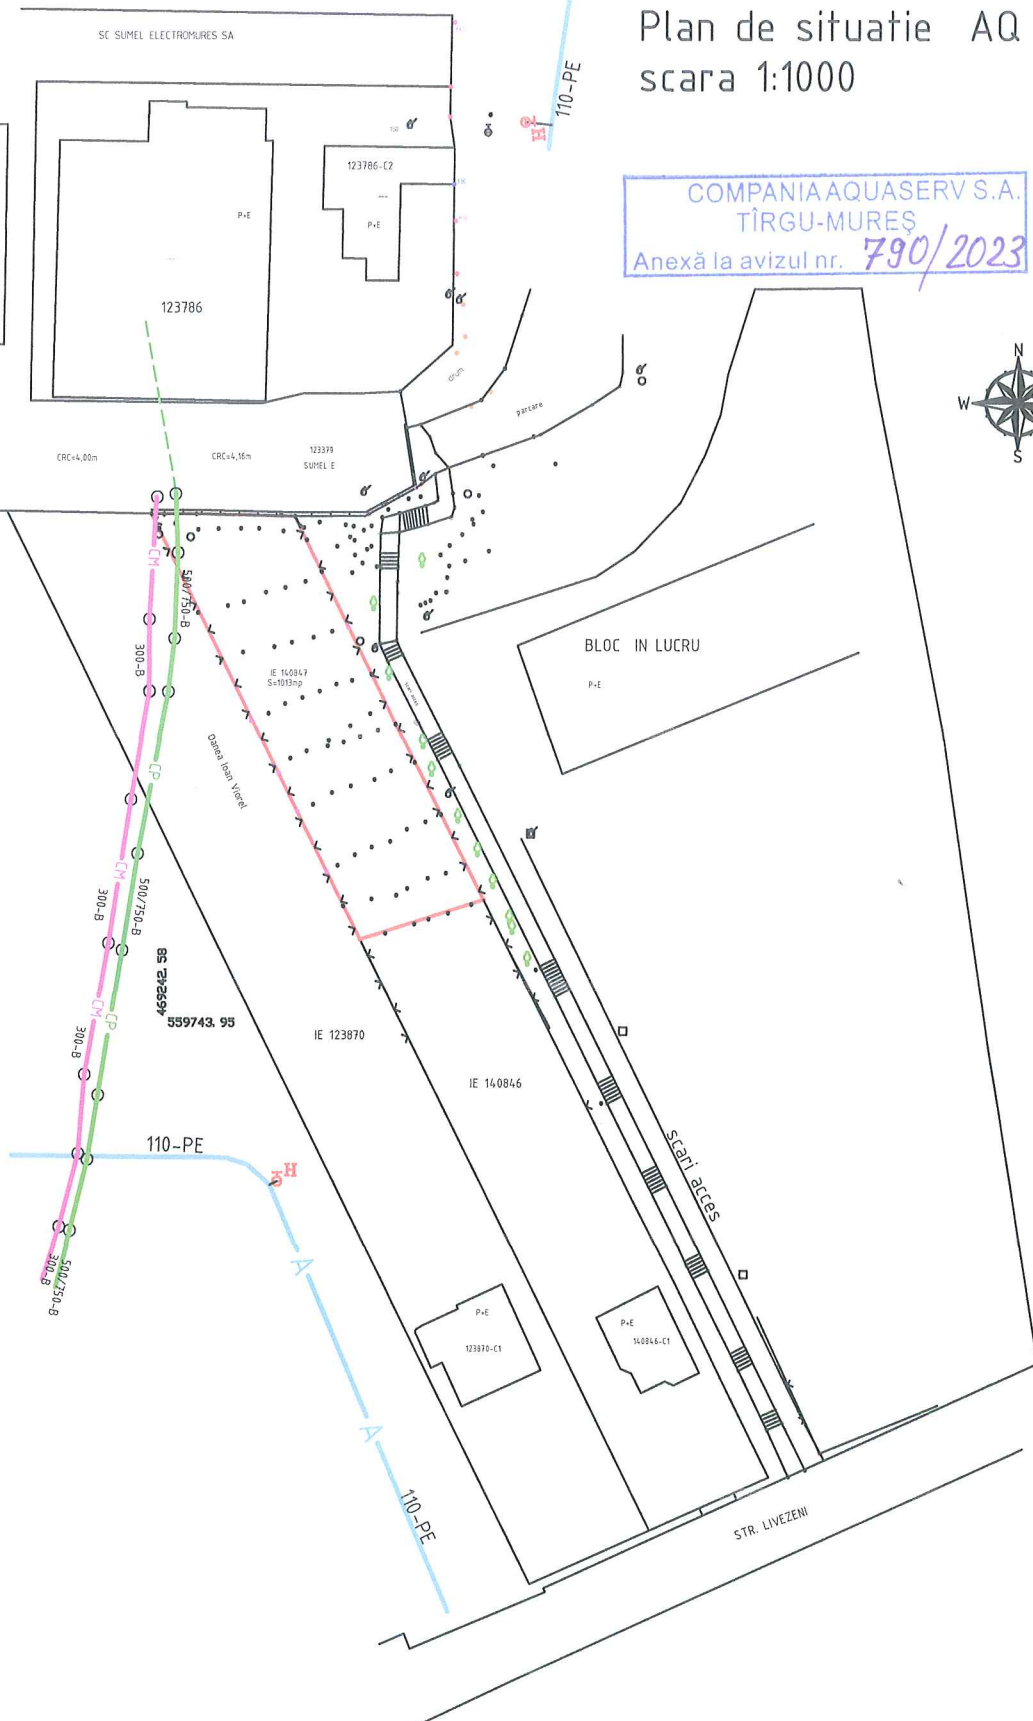 Plan de situatie AQ
scara 1:1000
SC SUMEL ELECTROMURES SA
110-PE
H
COMPANIA AQUASERV S.A.
TÎRGU-MUREȘ
Anexă la avizul nr. 790/2023
123786-C2
P+E
P+E
123786
N
W
S
drum
parcare
CRC=4,00m
CRC=4,16m
123379
SUMEL E
CM
500/750-B
300-B
BLOC IN LUCRU
P+E
IE 140847
S=1013mp
Danea Ioan Viorel
CP
CM
300-B
500/750-B
469242.58
559743.95
CM
CP
300-B
IE 123870
IE 140846
110-PE
H
scari acces
A
300-B
500/750-B
P+E
123870-C1
P+E
140846-C1
A
110-PE
STR. LIVEZENI